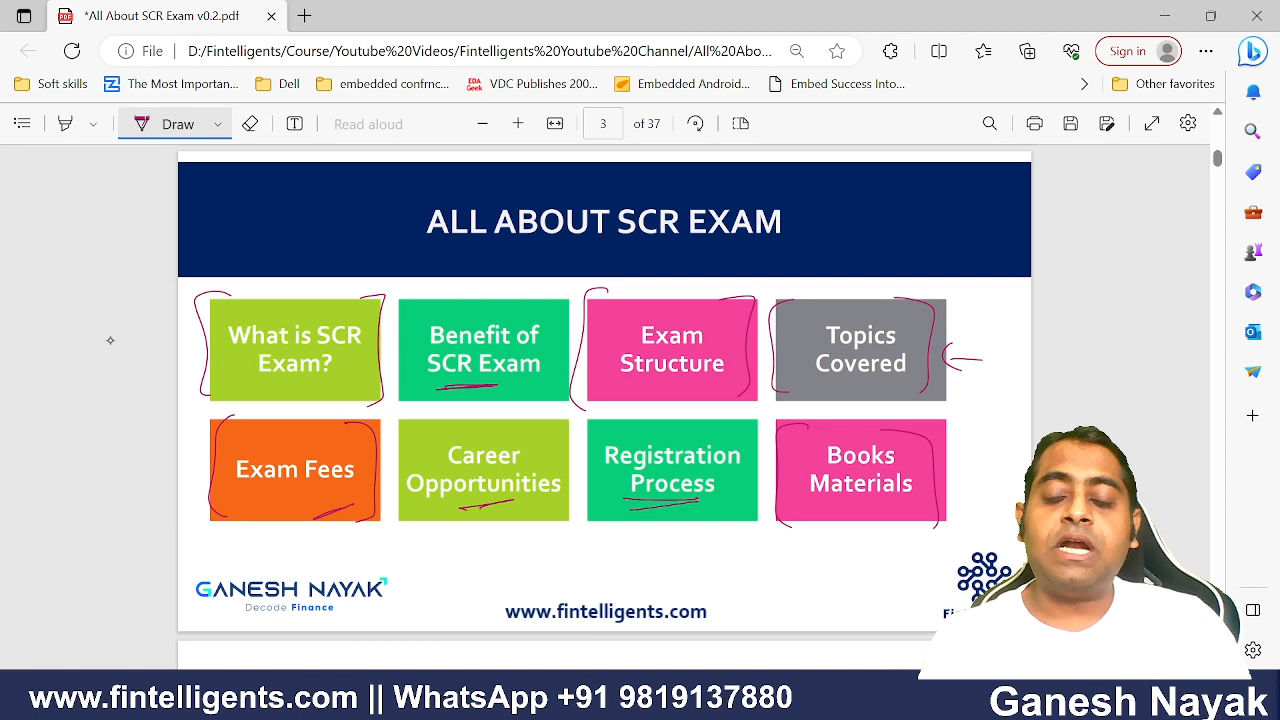 *All About SCR Exam v0.2.pdf
File
D:/Fintelligents/Course/Youtube%20Videos/Fintelligents%20Youtube%20Channel/All%20Abo...
Sign in
Soft skills
The Most Importan...
Dell
embedded confrnc...
EDA Geek
VDC Publishes 200...
Embedded Android...
Embed Success Into...
Other favorites
Draw
Read aloud
3
of 37
ALL ABOUT SCR EXAM
What is SCR
Exam?
Benefit of
SCR Exam
Exam
Structure
Topics
Covered
Exam Fees
Career
Opportunities
Registration
Process
Books
Materials
GANESH NAYAK
Decode Finance
www.fintelligents.com
www.fintelligents.com || WhatsApp +91 9819137880
Ganesh Nayak